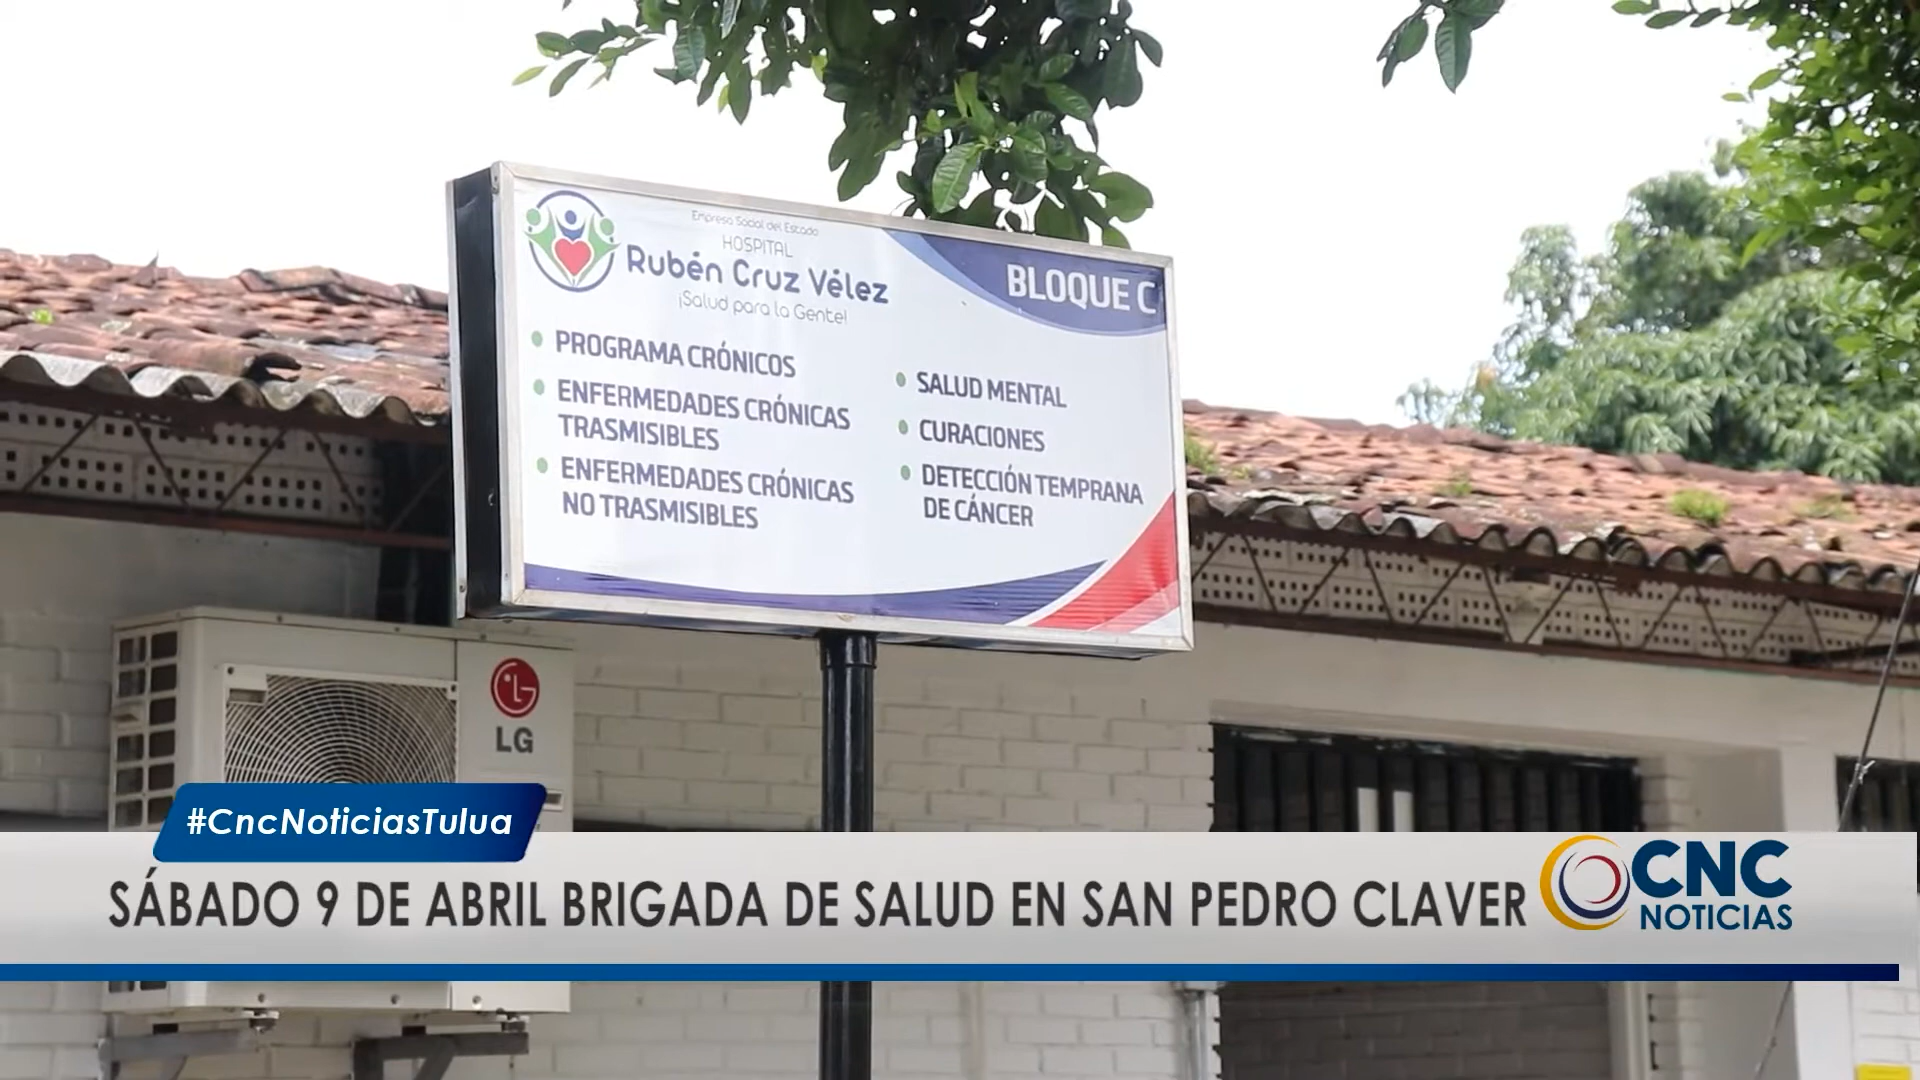 Empresa Social del Estado
HOSPITAL
Rubén Cruz Vélez
¡Salud para la Gente!
BLOQUE C
PROGRAMA CRÓNICOS
ENFERMEDADES CRÓNICAS
TRASMISIBLES
ENFERMEDADES CRÓNICAS
NO TRASMISIBLES
SALUD MENTAL
CURACIONES
DETECCIÓN TEMPRANA
DE CÁNCER
LG
#CncNoticiasTulua
SÁBADO 9 DE ABRIL BRIGADA DE SALUD EN SAN PEDRO CLAVER
CNC
NOTICIAS